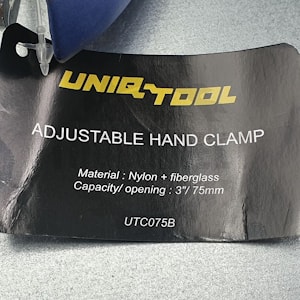 UNIQ TOOL
ADJUSTABLE HAND CLAMP
Material : Nylon + fiberglass
Capacity/ opening : 3"/ 75mm
UTC075B